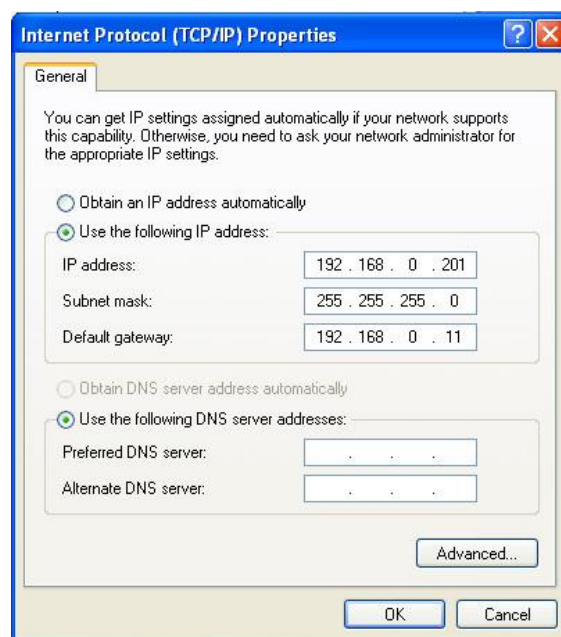 Internet Protocol (TCP/IP) Properties
General
You can get IP settings assigned automatically if your network supports
this capability. Otherwise, you need to ask your network administrator for
the appropriate IP settings.
Obtain an IP address automatically
Use the following IP address:
IP address: 192 . 168 . 0 . 201
Subnet mask: 255 . 255 . 255 . 0
Default gateway: 192 . 168 . 0 . 11
Obtain DNS server address automatically
Use the following DNS server addresses:
Preferred DNS server: . . .
Alternate DNS server: . . .
Advanced...
OK Cancel